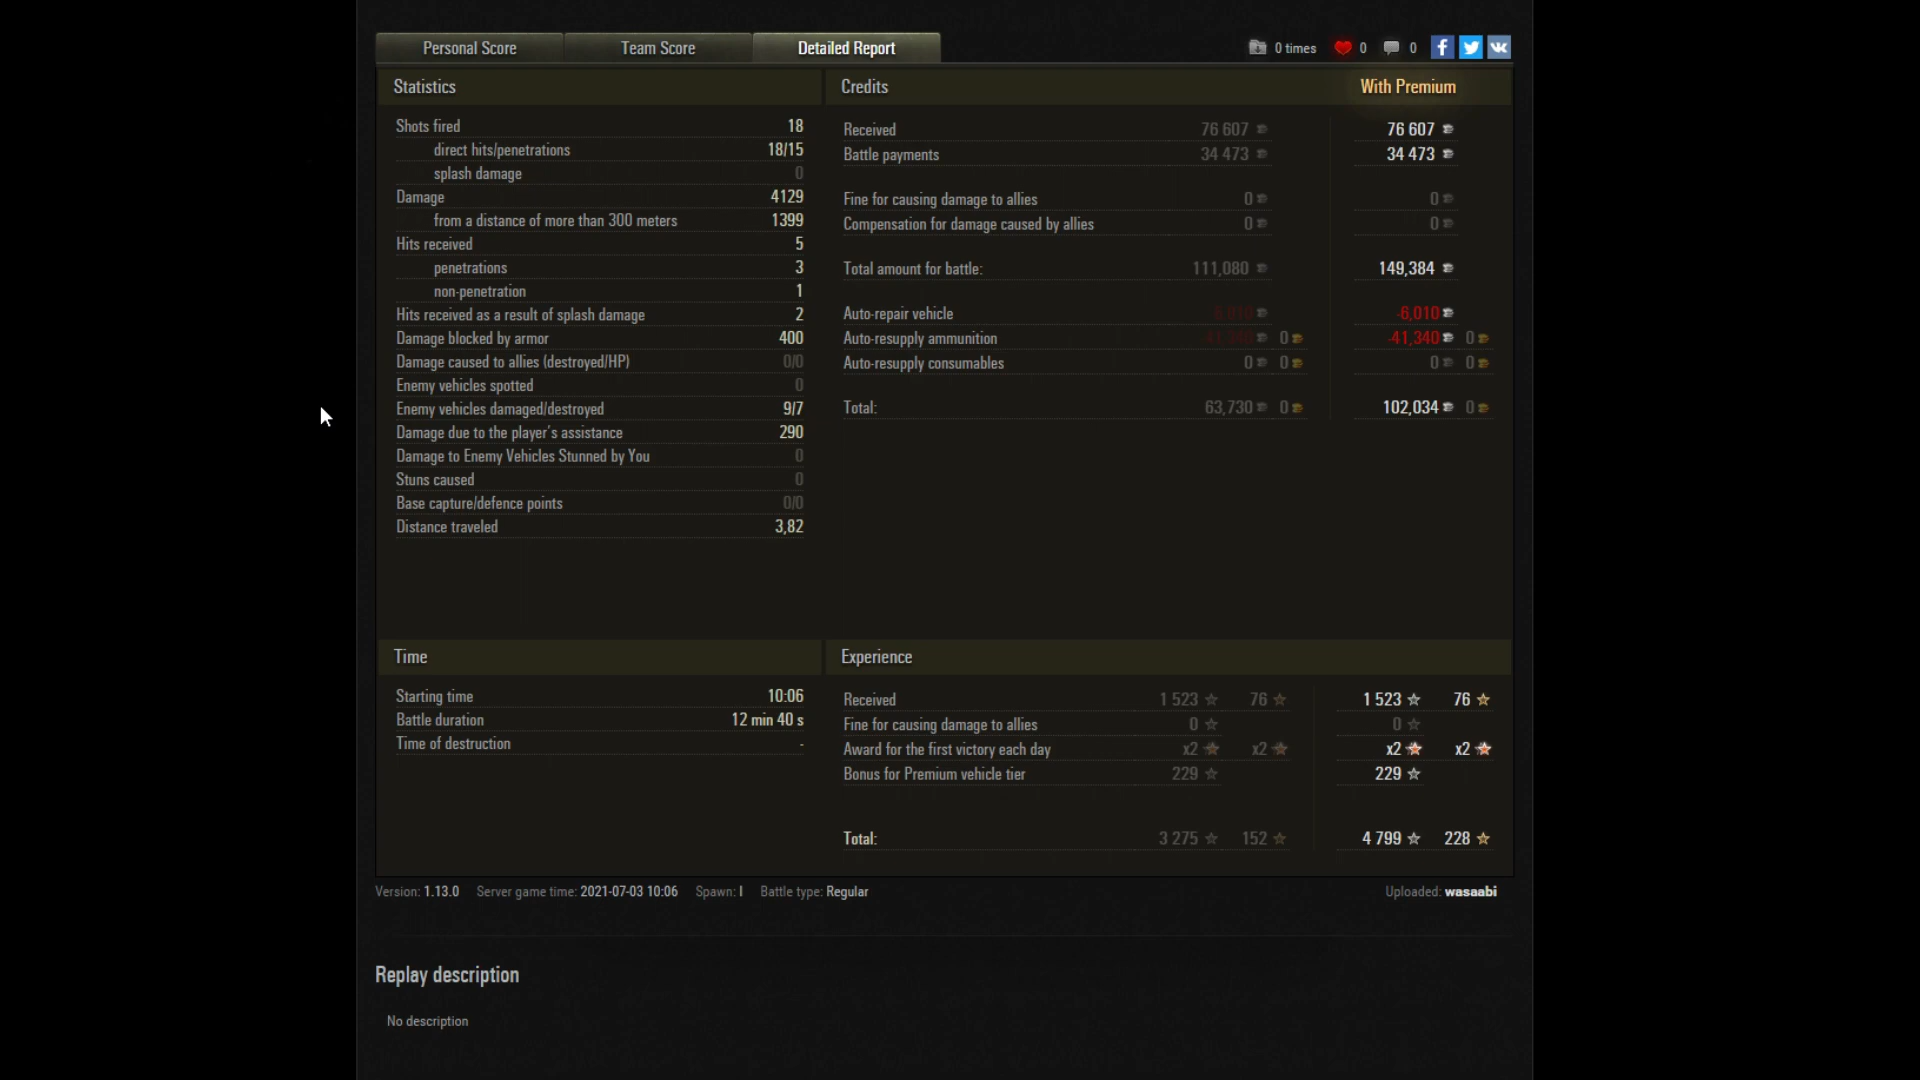 Personal Score Team Score Detailed Report 0 times 0 0
Statistics
Shots fired 18
direct hits/penetrations 18/15
splash damage 0
Damage 4129
from a distance of more than 300 meters 1399
Hits received 5
penetrations 3
non-penetration 1
Hits received as a result of splash damage 2
Damage blocked by armor 400
Damage caused to allies (destroyed/HP) 0/0
Enemy vehicles spotted 0
Enemy vehicles damaged/destroyed 9/7
Damage due to the player's assistance 290
Damage to Enemy Vehicles Stunned by You 0
Stuns caused 0
Base capture/defence points 0/0
Distance traveled 3,82
Credits With Premium
Received 76 607 76 607
Battle payments 34 473 34 473
Fine for causing damage to allies 0 0
Compensation for damage caused by allies 0 0
Total amount for battle: 111,080 149,384
Auto-repair vehicle -6,010 -6,010
Auto-resupply ammunition -41,340 0 -41,340 0
Auto-resupply consumables 0 0 0 0
Total: 63,730 0 102,034 0
Time
Starting time 10:06
Battle duration 12 min 40 s
Time of destruction -
Experience
Received 1 523 76 1 523 76
Fine for causing damage to allies 0 0
Award for the first victory each day x2 x2 x2 x2
Bonus for Premium vehicle tier 229 229
Total: 3 275 152 4 799 228
Version: 1.13.0 Server game time: 2021-07-03 10:06 Spawn: I Battle type: Regular Uploaded: wasaabi
Replay description
No description